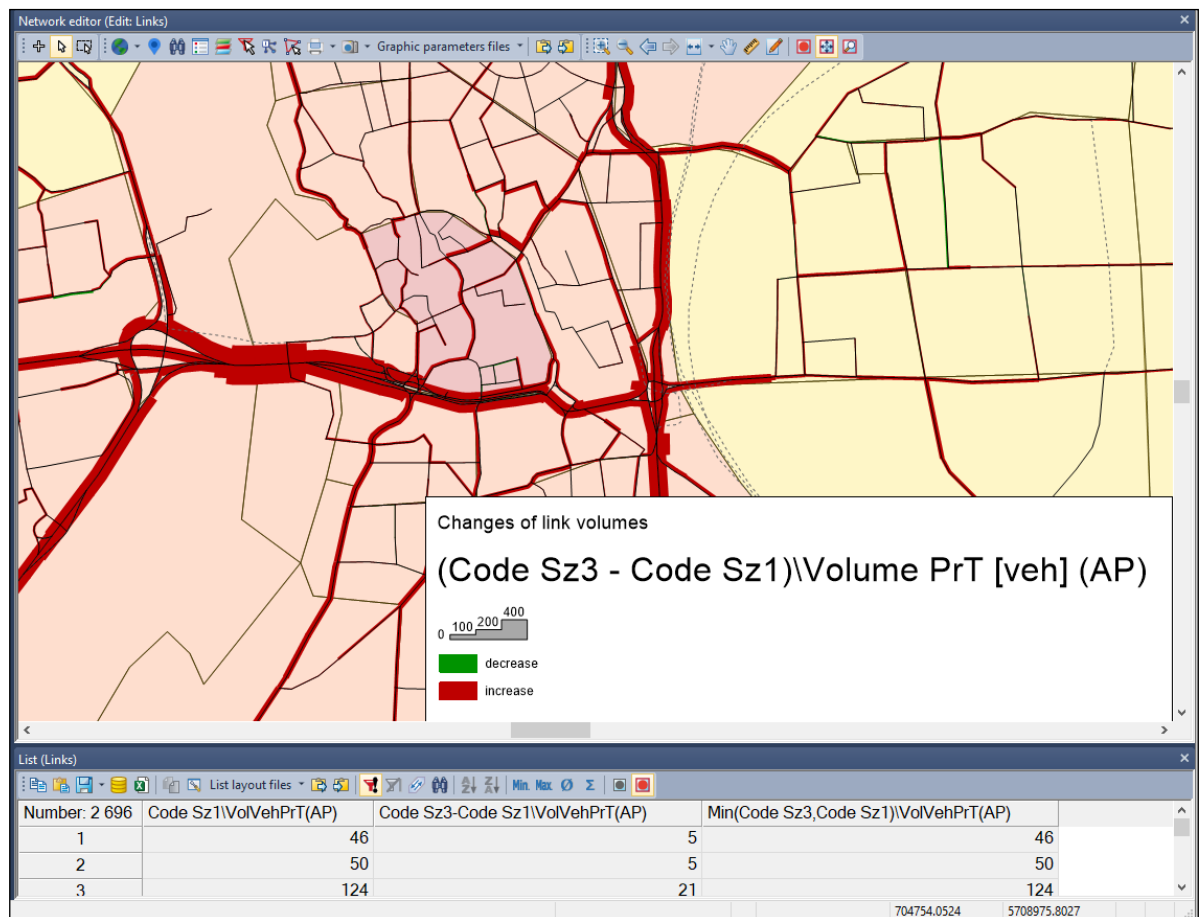 Network editor (Edit: Links)
Graphic parameters files
Changes of link volumes
(Code Sz3 - Code Sz1)\Volume PrT [veh] (AP)
0 100 200 400
decrease
increase
List (Links)
List layout files Min. Max Ø Σ
Number: 2 696 Code Sz1\VolVehPrT(AP) Code Sz3-Code Sz1\VolVehPrT(AP) Min(Code Sz3,Code Sz1)\VolVehPrT(AP)
1 46 5 46
2 50 5 50
3 124 21 124
704754.0524 5708975.8027